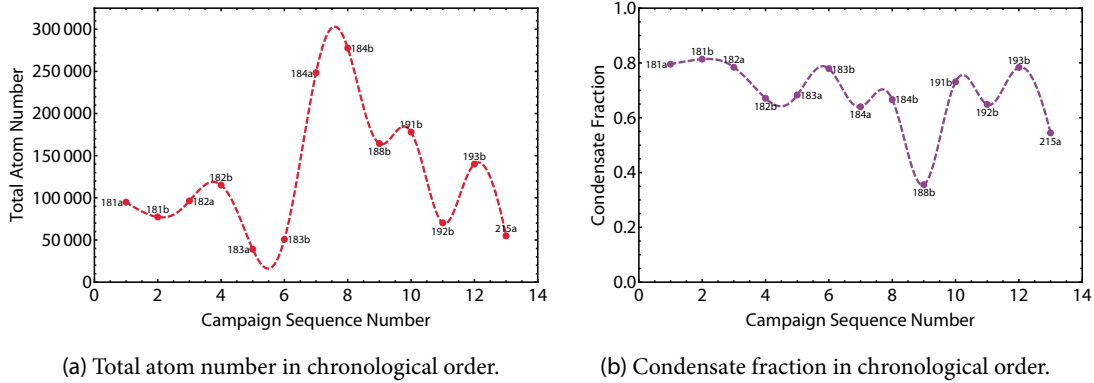 300 000
250 000
200 000
150 000
100 000
50 000
0
Total Atom Number
181a
181b
182a
182b
183a
183b
184a
184b
188b
191b
192b
193b
215a
0 2 4 6 8 10 12 14
Campaign Sequence Number
(a) Total atom number in chronological order.
1.0
0.8
0.6
0.4
0.2
0.0
Condensate Fraction
181a
181b
182a
182b
183a
183b
184a
184b
188b
191b
192b
193b
215a
0 2 4 6 8 10 12 14
Campaign Sequence Number
(b) Condensate fraction in chronological order.